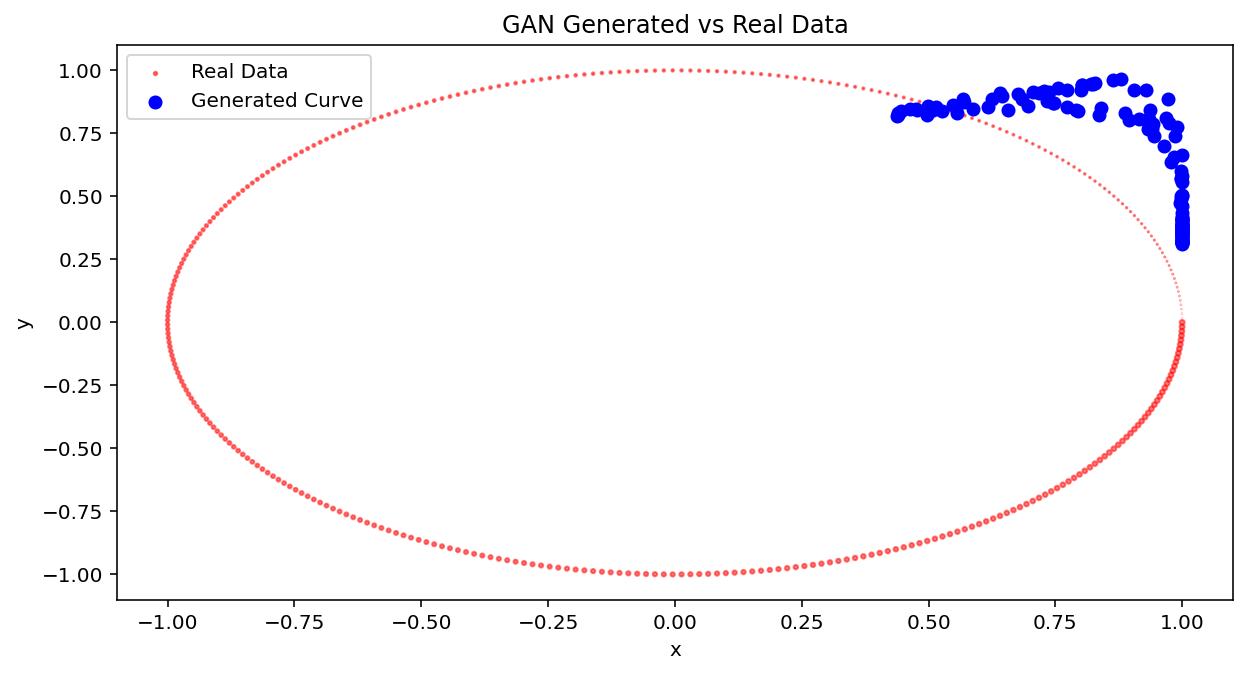 GAN Generated vs Real Data
Real Data
Generated Curve
1.00
0.75
0.50
0.25
0.00
−0.25
−0.50
−0.75
−1.00
y
−1.00 −0.75 −0.50 −0.25 0.00 0.25 0.50 0.75 1.00
x